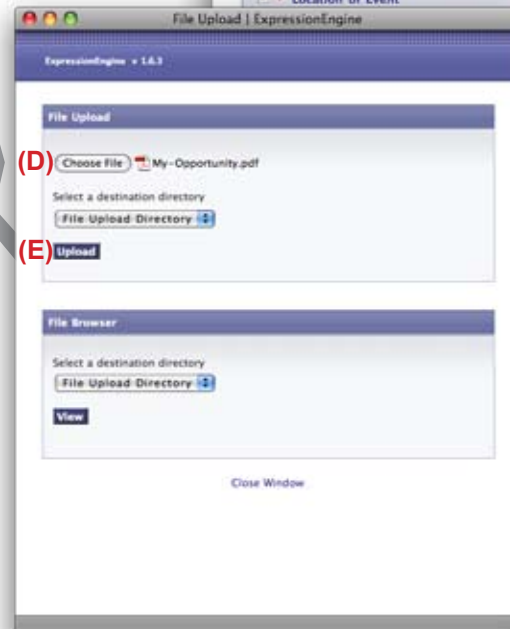 Location of Event
File Upload | ExpressionEngine
ExpressionEngine • 1.6.3
File Upload
(D) Choose File My-Opportunity.pdf
Select a destination directory
File Upload Directory
(E) Upload
File Browser
Select a destination directory
File Upload Directory
View
Close Window